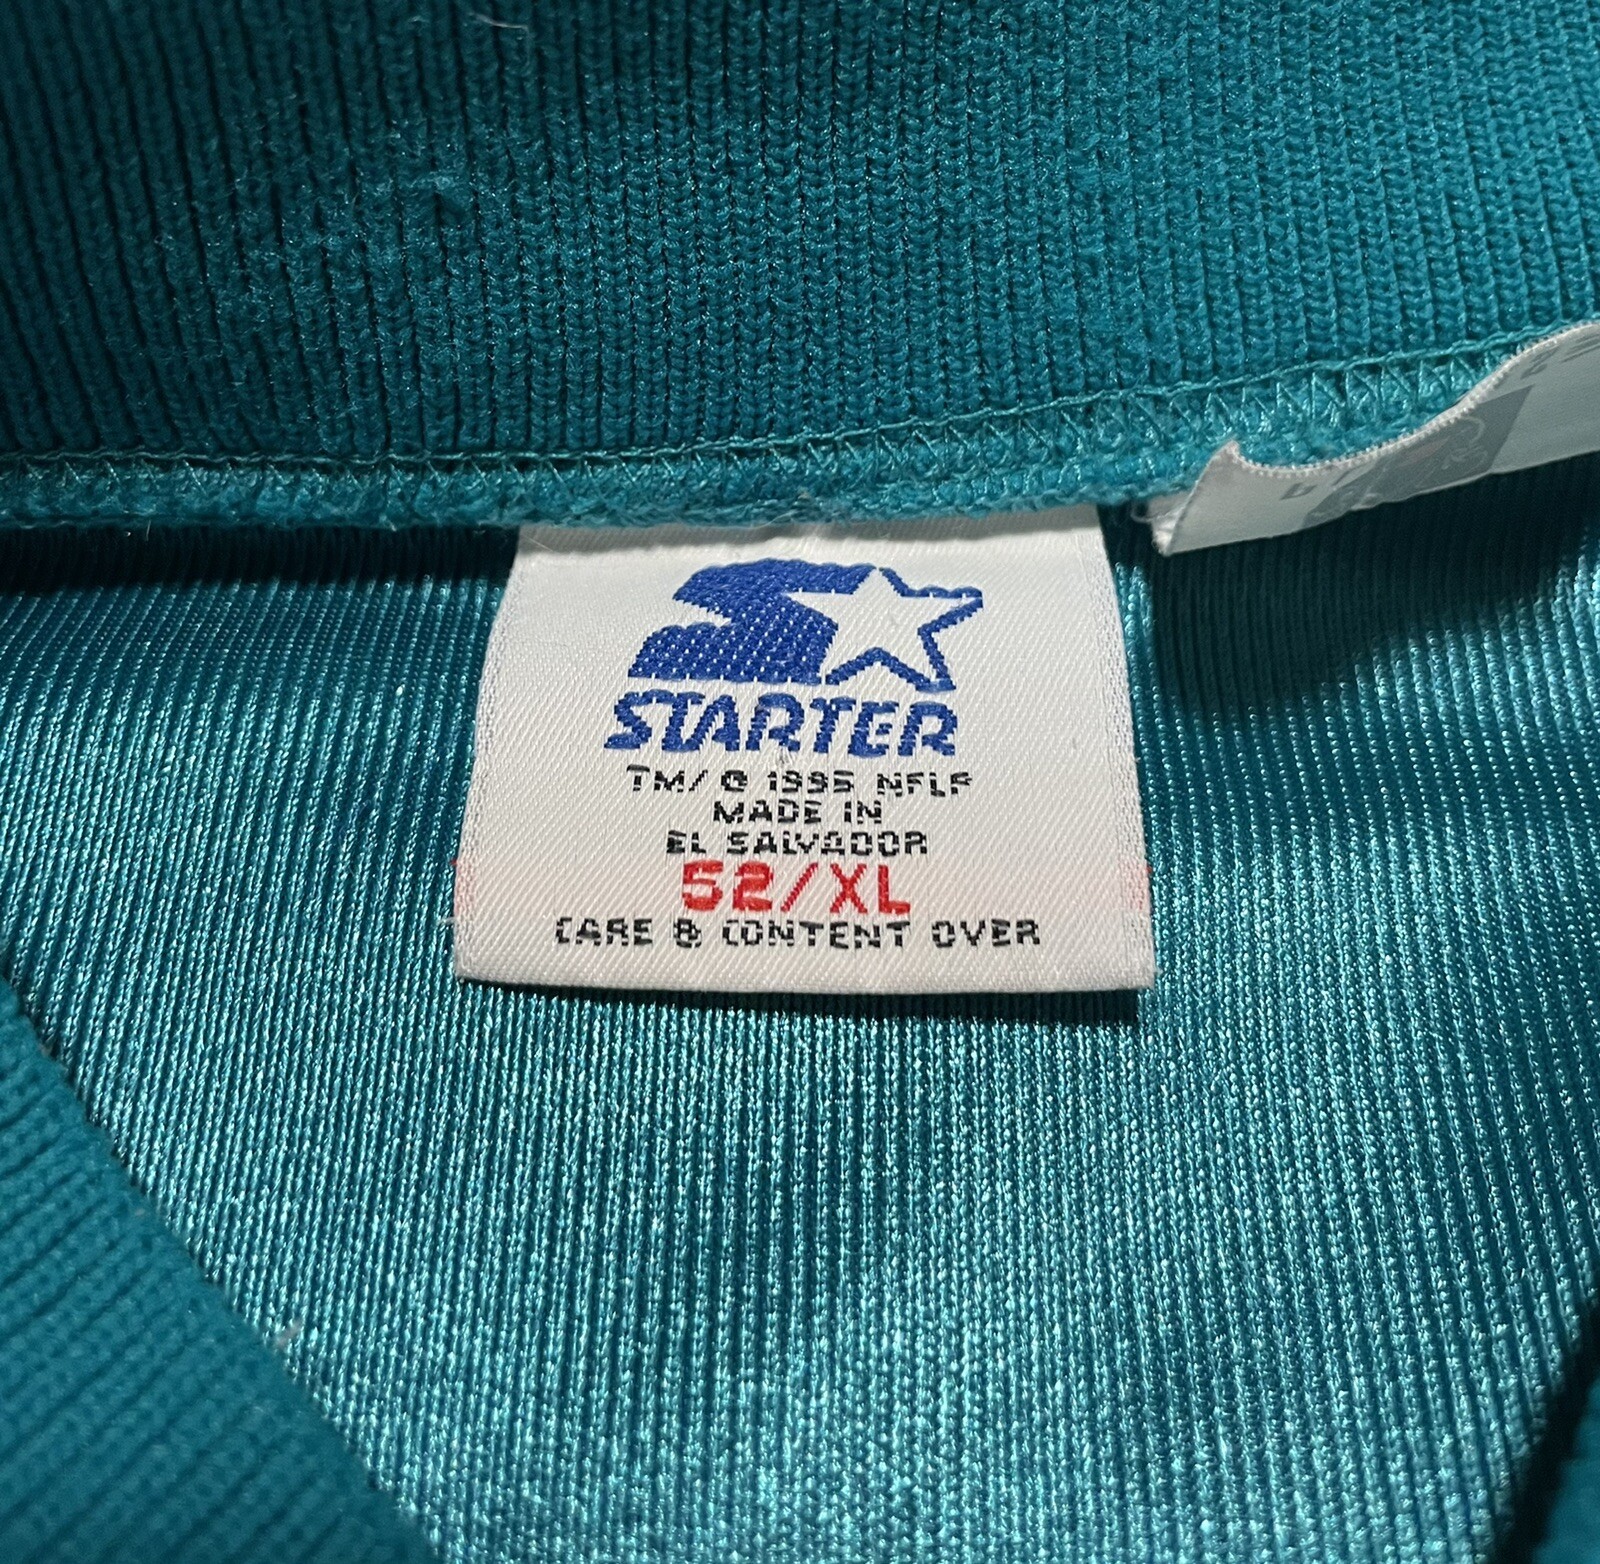 STARTER
TM/© 1995 NFLP
MADE IN
EL SALVADOR
52/XL
CARE & CONTENT OVER